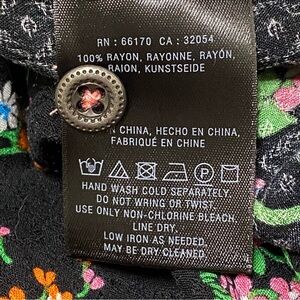 RN : 66170 CA : 32054
100% RAYON, RAYONNE, RAYÓN,
RAION, KUNSTSEIDE
CHINA, HECHO EN CHINA,
FABRIQUÉ EN CHINE
P
HAND WASH COLD SEPARATELY.
DO NOT WRING OR TWIST.
USE ONLY NON-CHLORINE BLEACH.
LINE DRY.
LOW IRON AS NEEDED.
MAY BE DRY CLEANED.